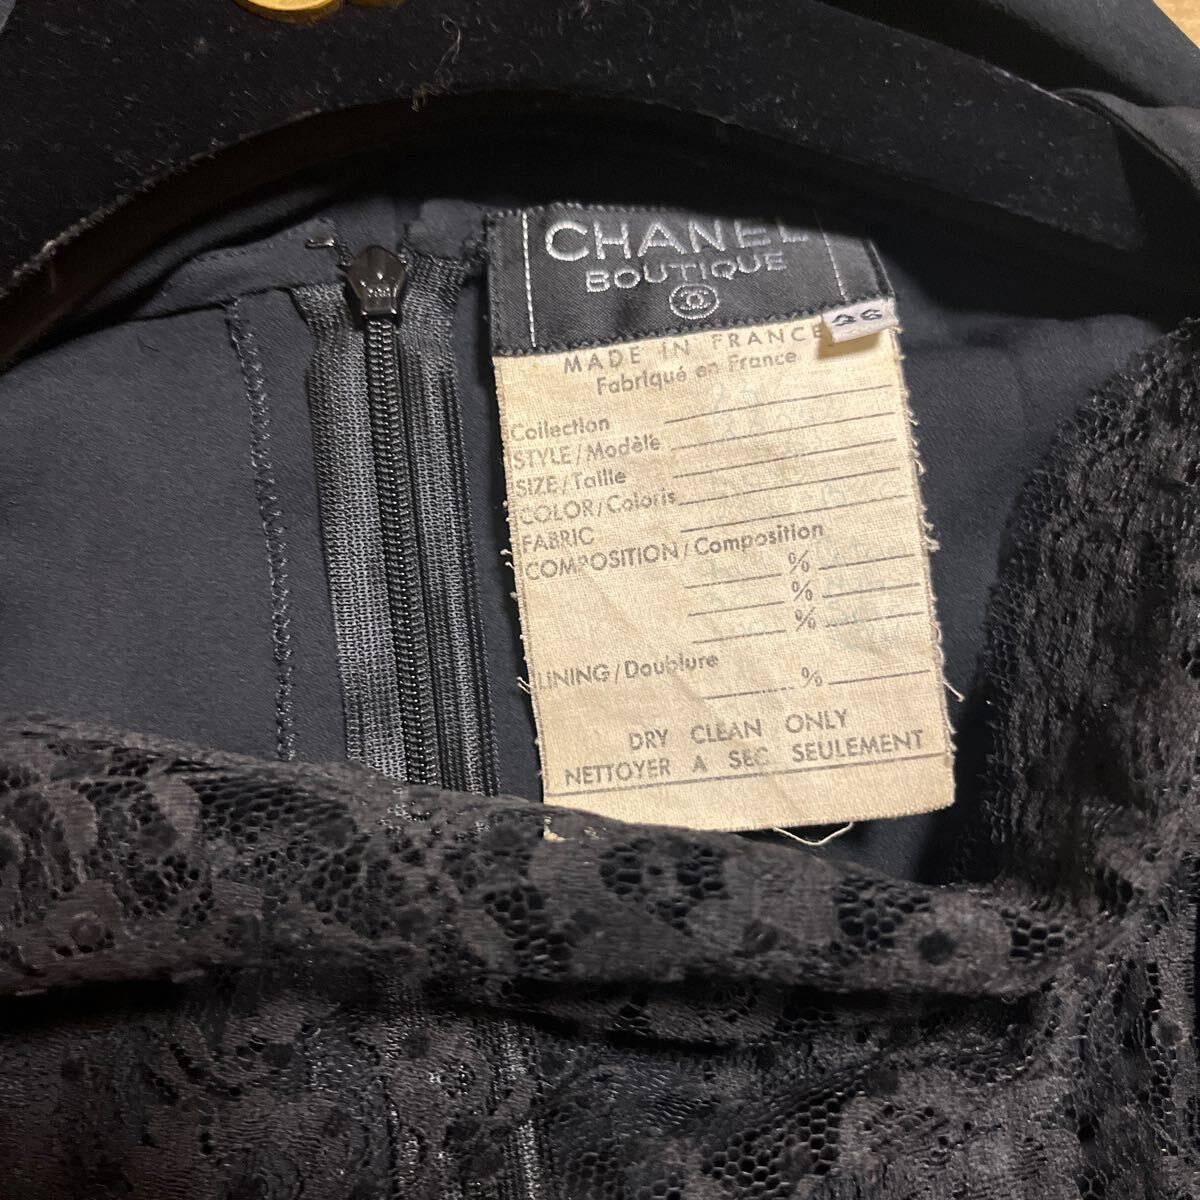 CHANEL
BOUTIQUE
MADE IN FRANCE
Fabriqué en France
Collection
STYLE/Modèle
SIZE/Taille
COLOR/Coloris
FABRIC
COMPOSITION/Composition
%
%
%
LINING/Doublure
%
DRY CLEAN ONLY
NETTOYER A SEC SEULEMENT